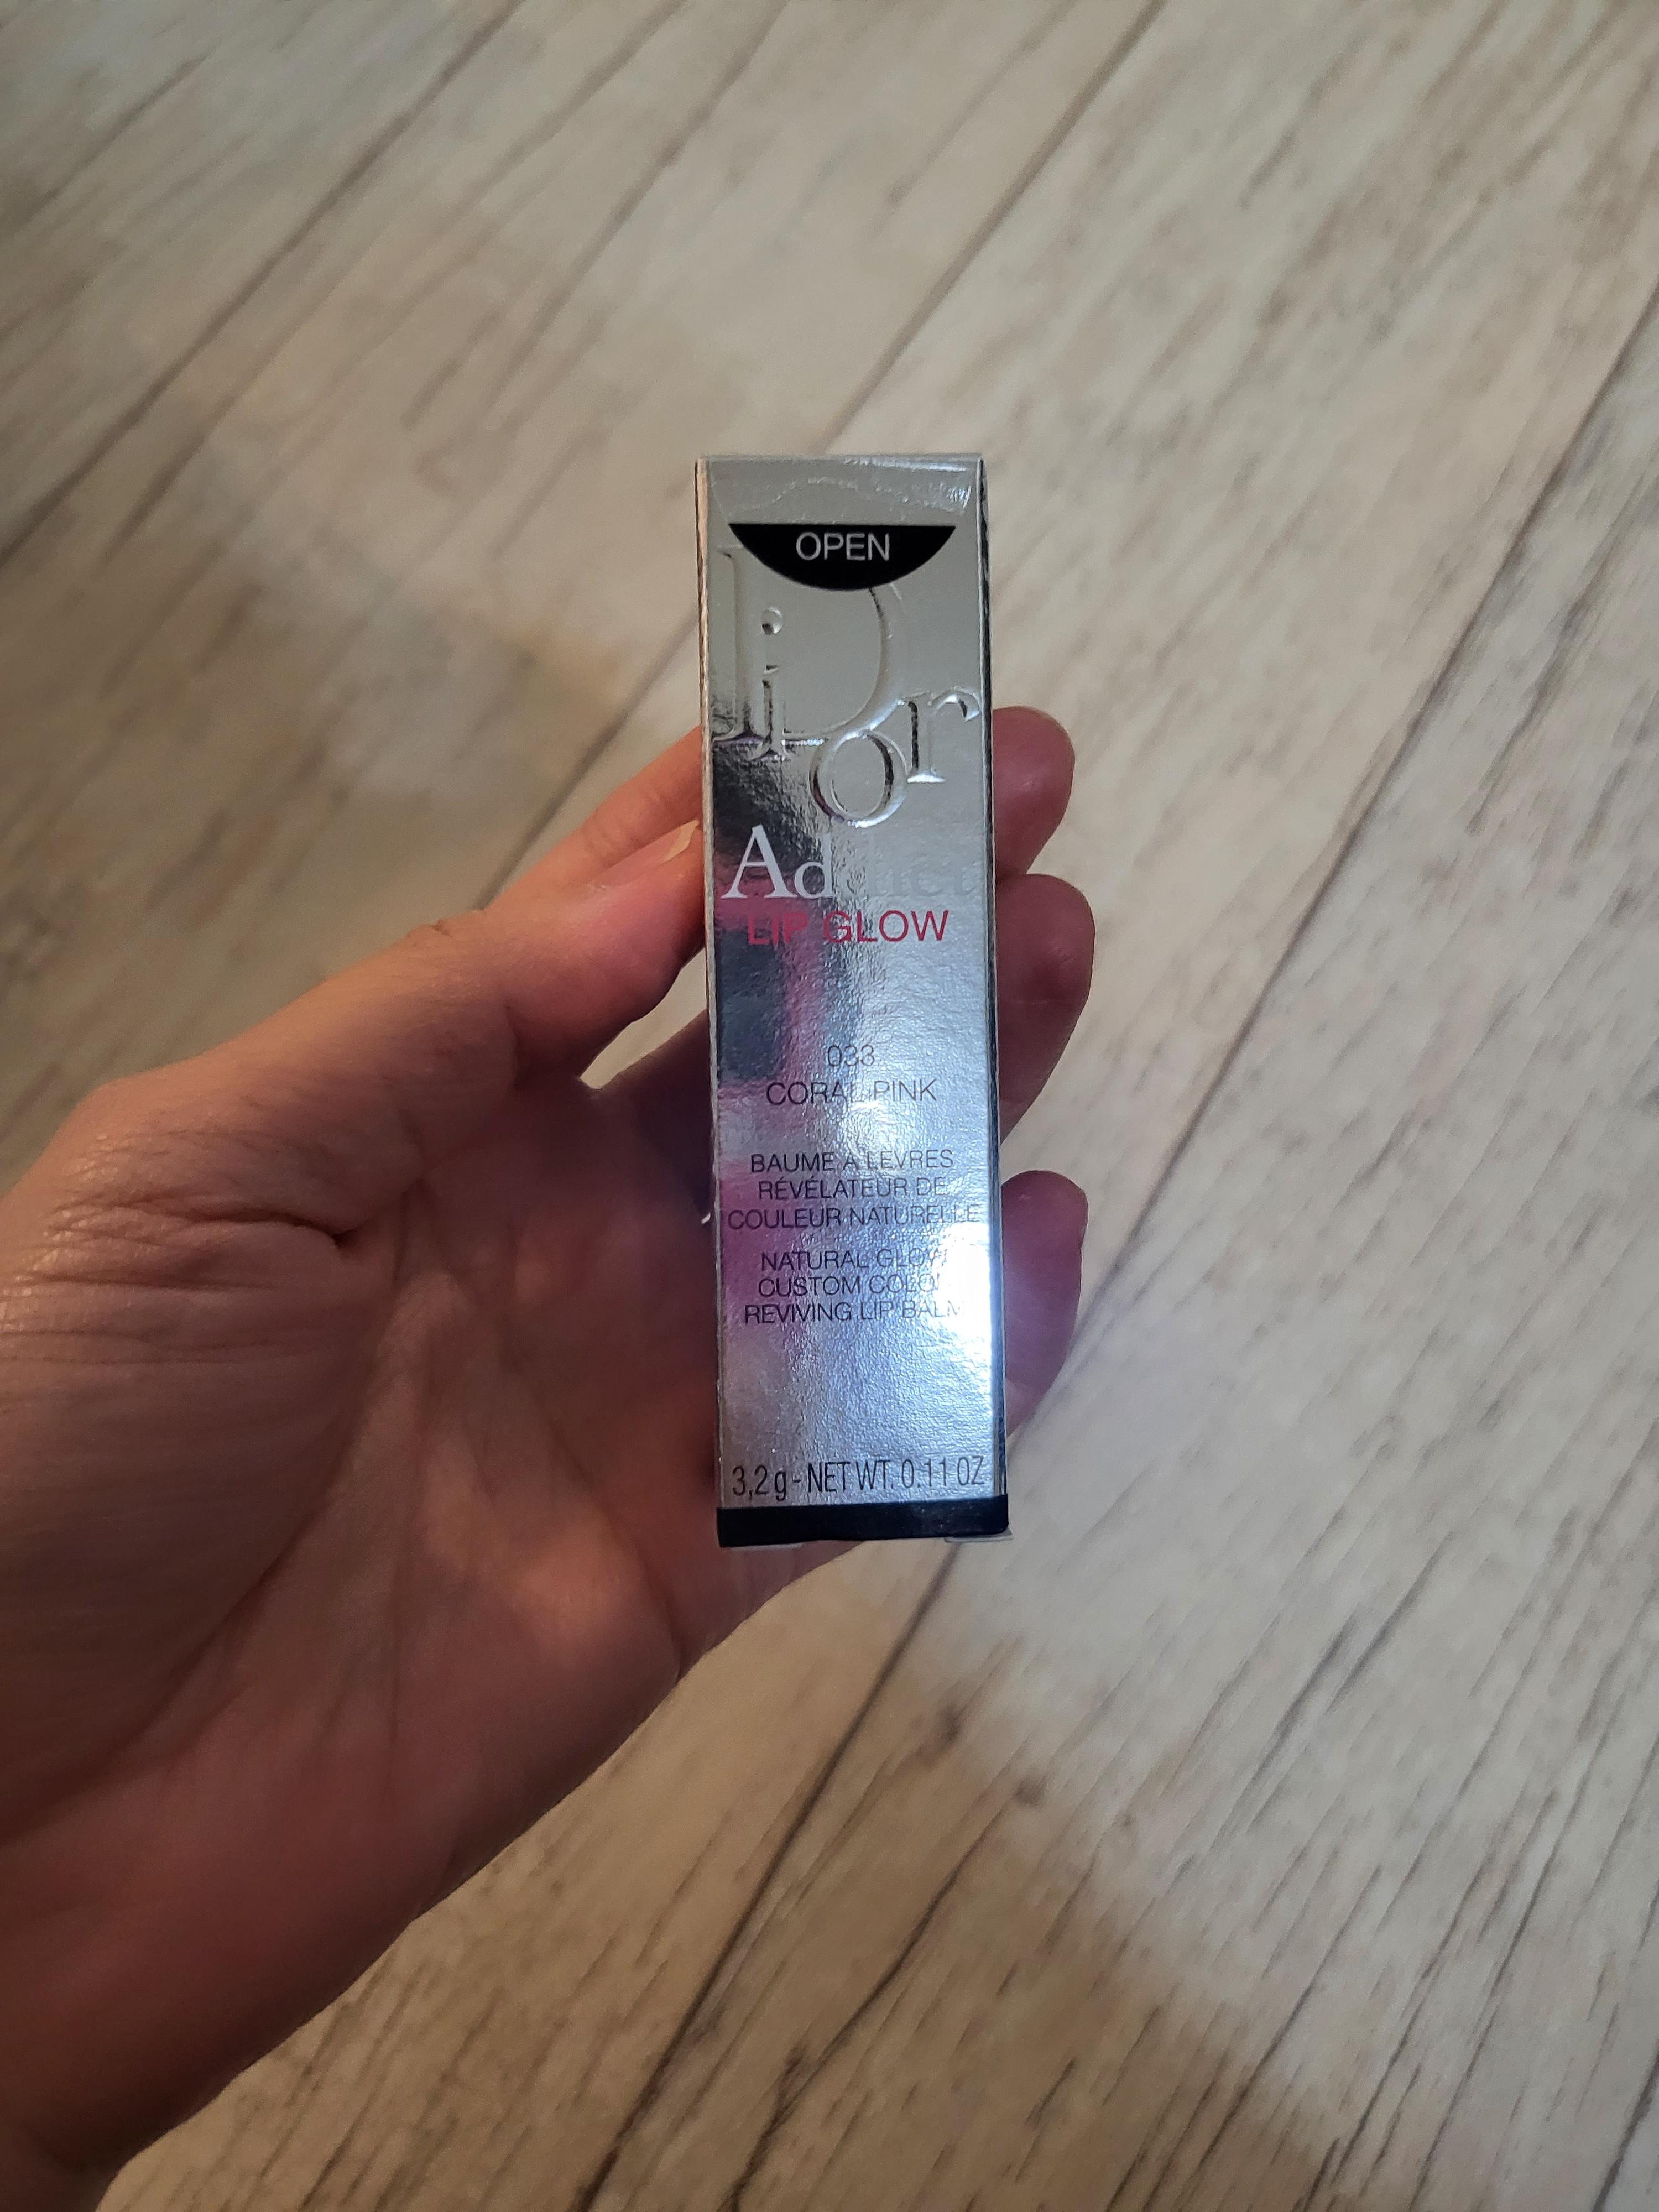 OPEN
Dior
Addict
LIP GLOW
033
CORAL PINK
BAUME À LÈVRES
RÉVÉLATEUR DE
COULEUR NATURELLE
NATURAL GLOW
CUSTOM COLOUR
REVIVING LIP BALM
3,2 g - NET WT. 0.11 OZ